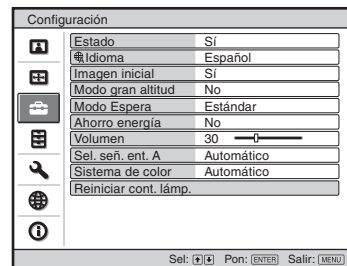 Configuración
Estado Sí
Idioma Español
Imagen inicial Sí
Modo gran altitud No
Modo Espera Estándar
Ahorro energía No
Volumen 30
Sel. señ. ent. A Automático
Sistema de color Automático
Reiniciar cont. lámp.
Sel: Pon: ENTER Salir: MENU